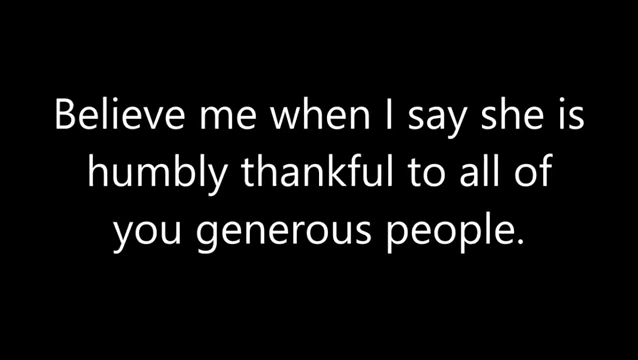 Believe me when I say she is
humbly thankful to all of
you generous people.